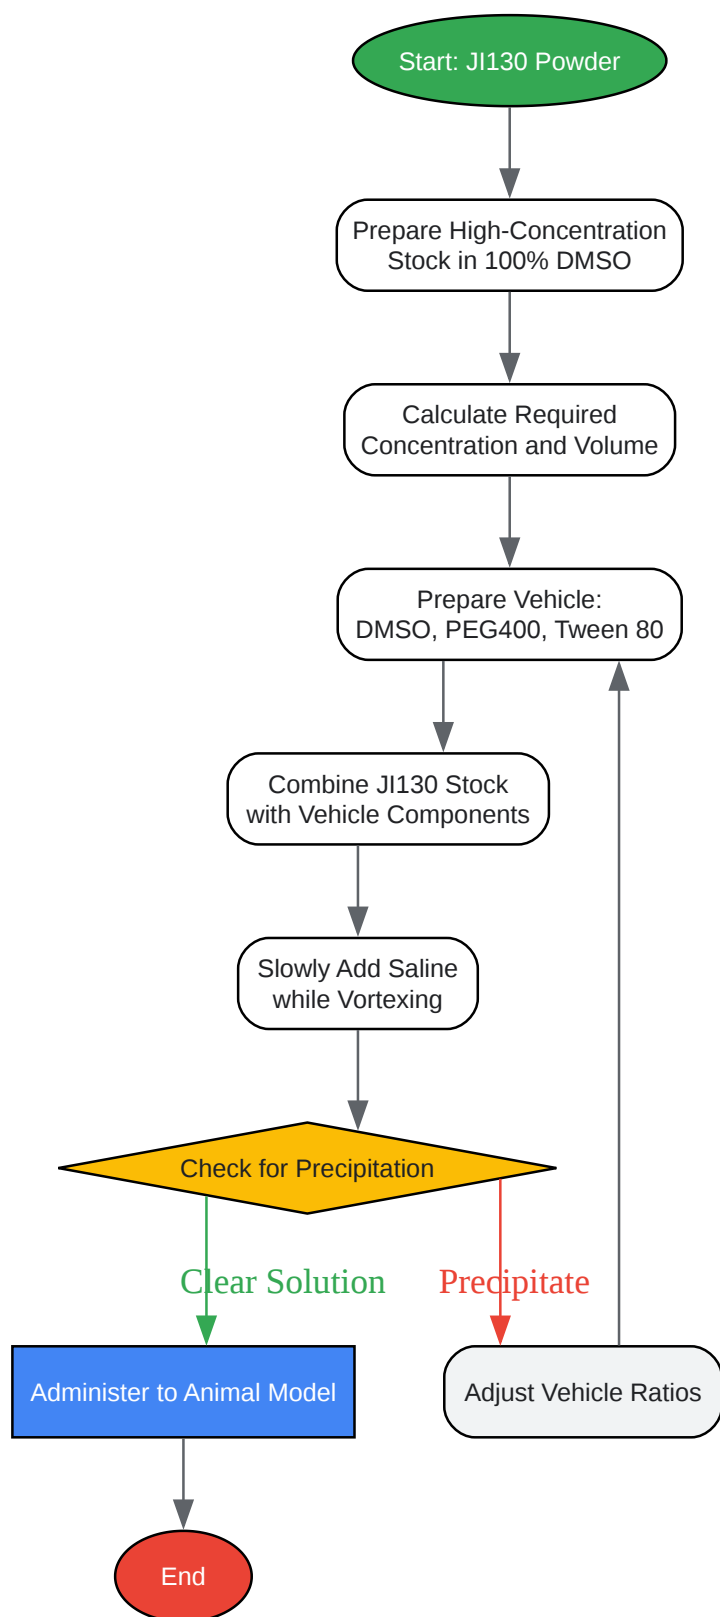 Start: JI130 Powder
Prepare High-Concentration
Stock in 100% DMSO
Calculate Required
Concentration and Volume
Prepare Vehicle:
DMSO, PEG400, Tween 80
Combine JI130 Stock
with Vehicle Components
Slowly Add Saline
while Vortexing
Check for Precipitation
Clear Solution
Precipitate
Administer to Animal Model
Adjust Vehicle Ratios
End